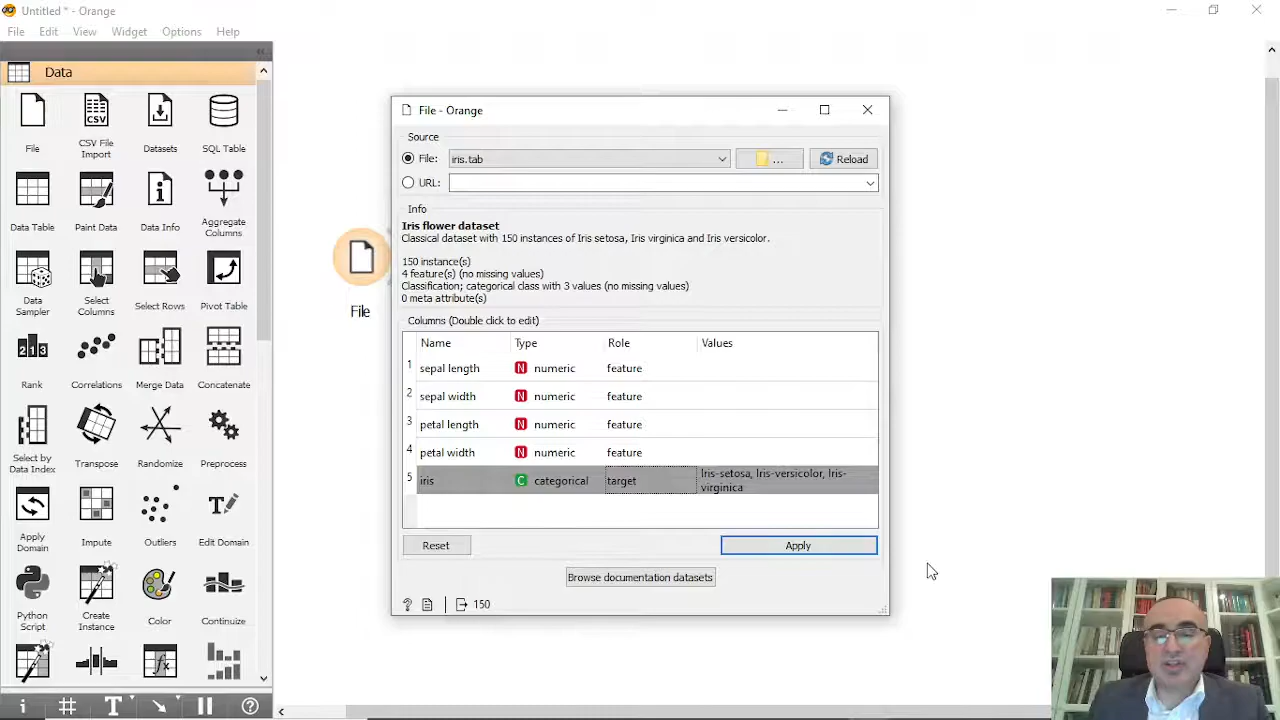 Untitled * - Orange
File Edit View Widget Options Help
Data
File
CSV File Import
Datasets
SQL Table
Data Table
Paint Data
Data Info
Aggregate Columns
Data Sampler
Select Columns
Select Rows
Pivot Table
Rank
Correlations
Merge Data
Concatenate
Select by Data Index
Transpose
Randomize
Preprocess
Apply Domain
Impute
Outliers
Edit Domain
Python Script
Create Instance
Color
Continuize
File
File - Orange
Source
File: iris.tab ... Reload
URL:
Info
Iris flower dataset
Classical dataset with 150 instances of Iris setosa, Iris virginica and Iris versicolor.
150 instance(s)
4 feature(s) (no missing values)
Classification; categorical class with 3 values (no missing values)
0 meta attribute(s)
Columns (Double click to edit)
Name Type Role Values
1 sepal length N numeric feature
2 sepal width N numeric feature
3 petal length N numeric feature
4 petal width N numeric feature
5 iris C categorical target Iris-setosa, Iris-versicolor, Iris-
virginica
Reset Apply
Browse documentation datasets
? 150